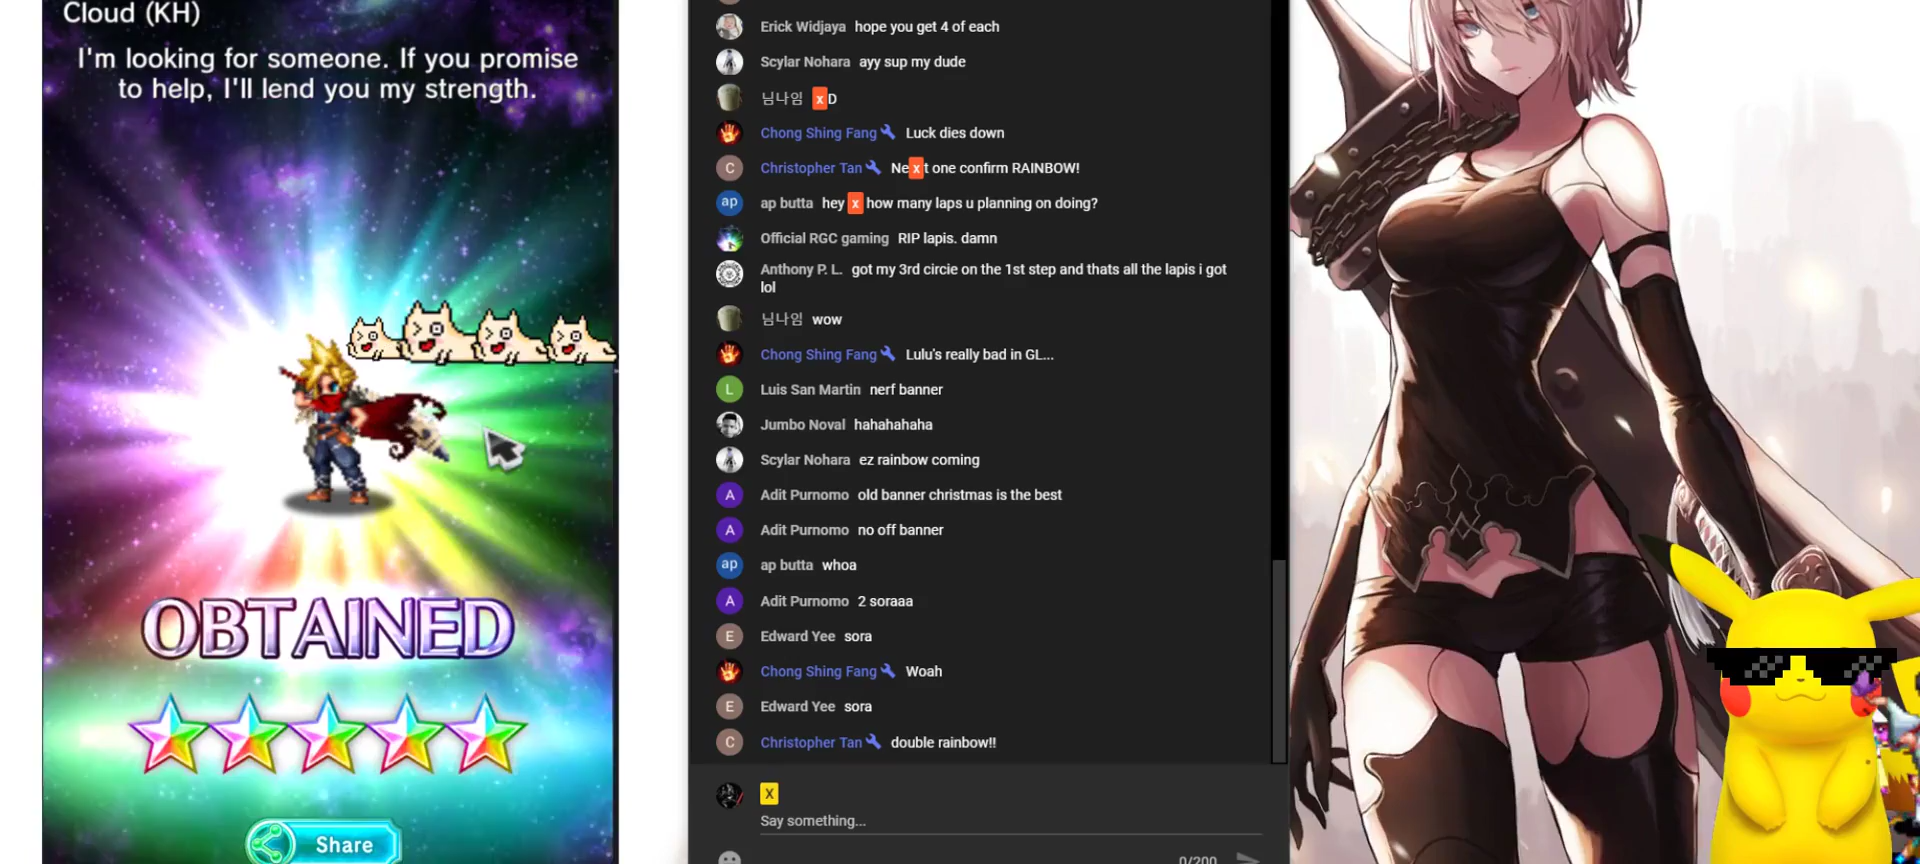 Cloud (KH)
I'm looking for someone. If you promise
to help, I'll lend you my strength.
OBTAINED
Share
Erick Widjaya hope you get 4 of each
Scylar Nohara ayy sup my dude
님나임 xD
Chong Shing Fang Luck dies down
C Christopher Tan Next one confirm RAINBOW!
ap ap butta hey x how many laps u planning on doing?
Official RGC gaming RIP lapis. damn
Anthony P. L. got my 3rd circie on the 1st step and thats all the lapis i got
lol
님나임 wow
Chong Shing Fang Lulu's really bad in GL...
L Luis San Martin nerf banner
Jumbo Noval hahahahaha
Scylar Nohara ez rainbow coming
A Adit Purnomo old banner christmas is the best
A Adit Purnomo no off banner
ap ap butta whoa
A Adit Purnomo 2 soraaa
E Edward Yee sora
Chong Shing Fang Woah
E Edward Yee sora
C Christopher Tan double rainbow!!
X
Say something...
0/200